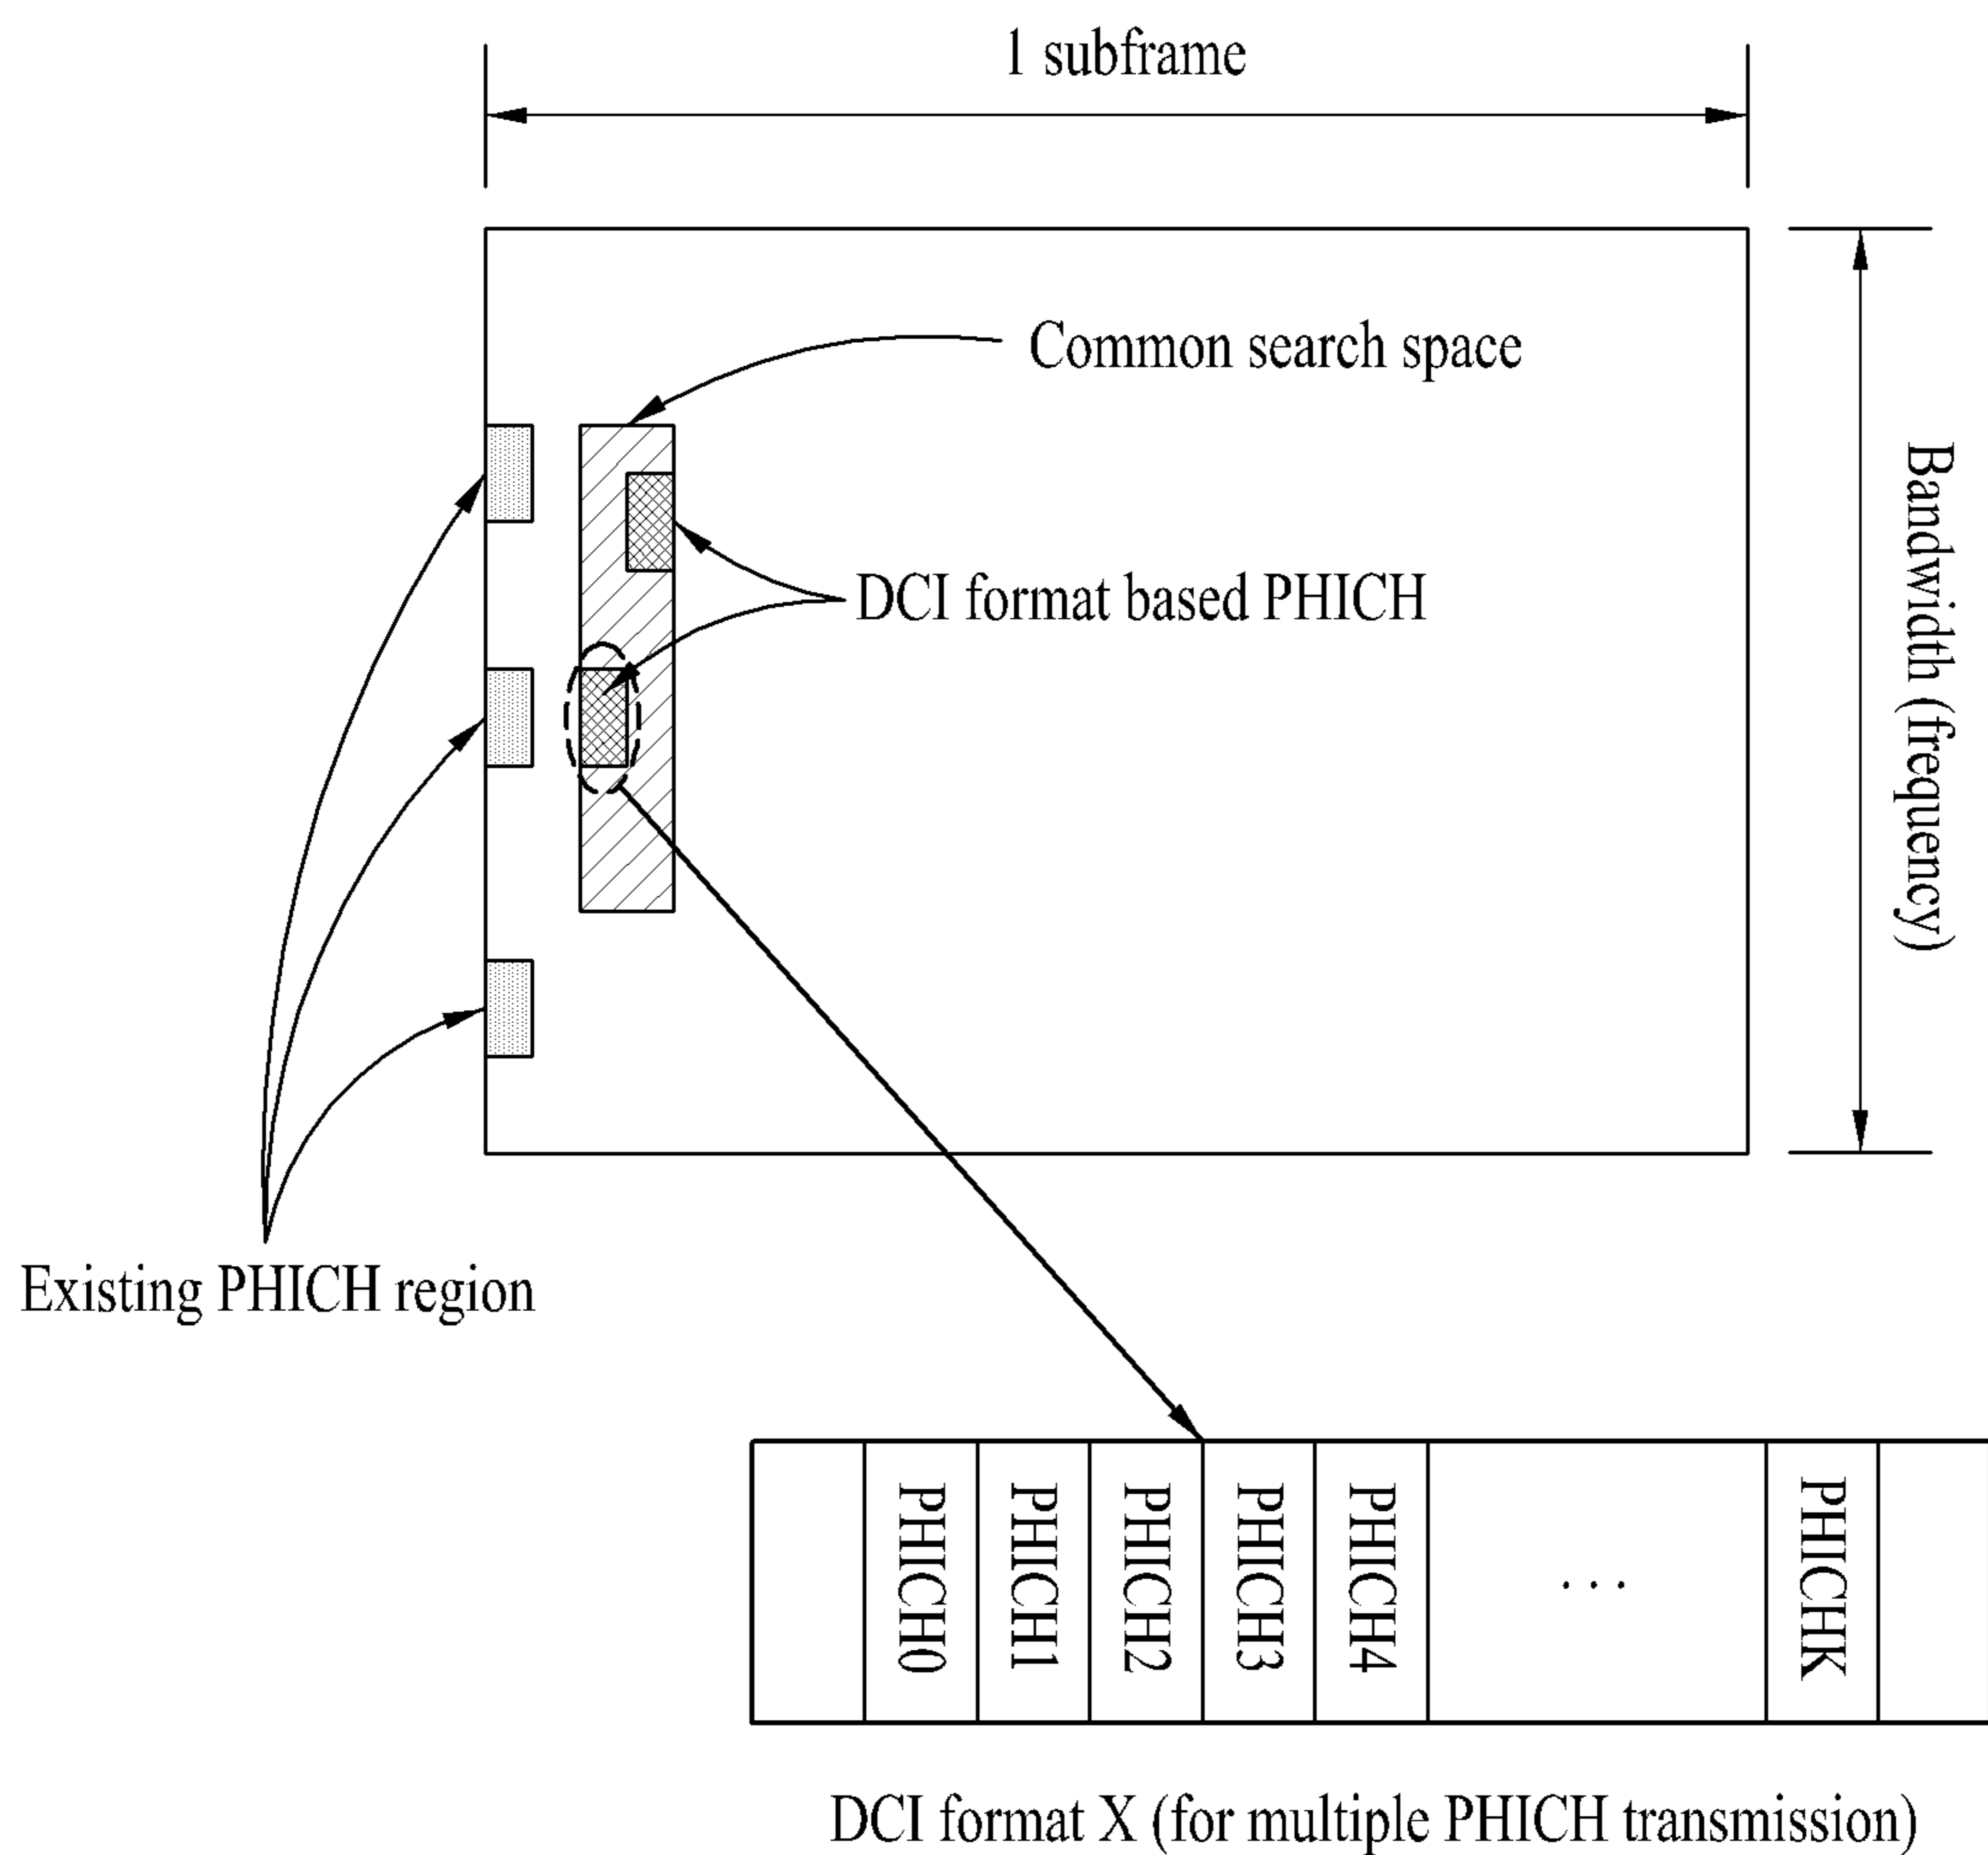 1 subframe
Common search space
DCI format based PHICH
Bandwidth (frequency)
Existing PHICH region
PHICH0
PHICH1
PHICH2
PHICH3
PHICH4
...
PHICHK
DCI format X (for multiple PHICH transmission)